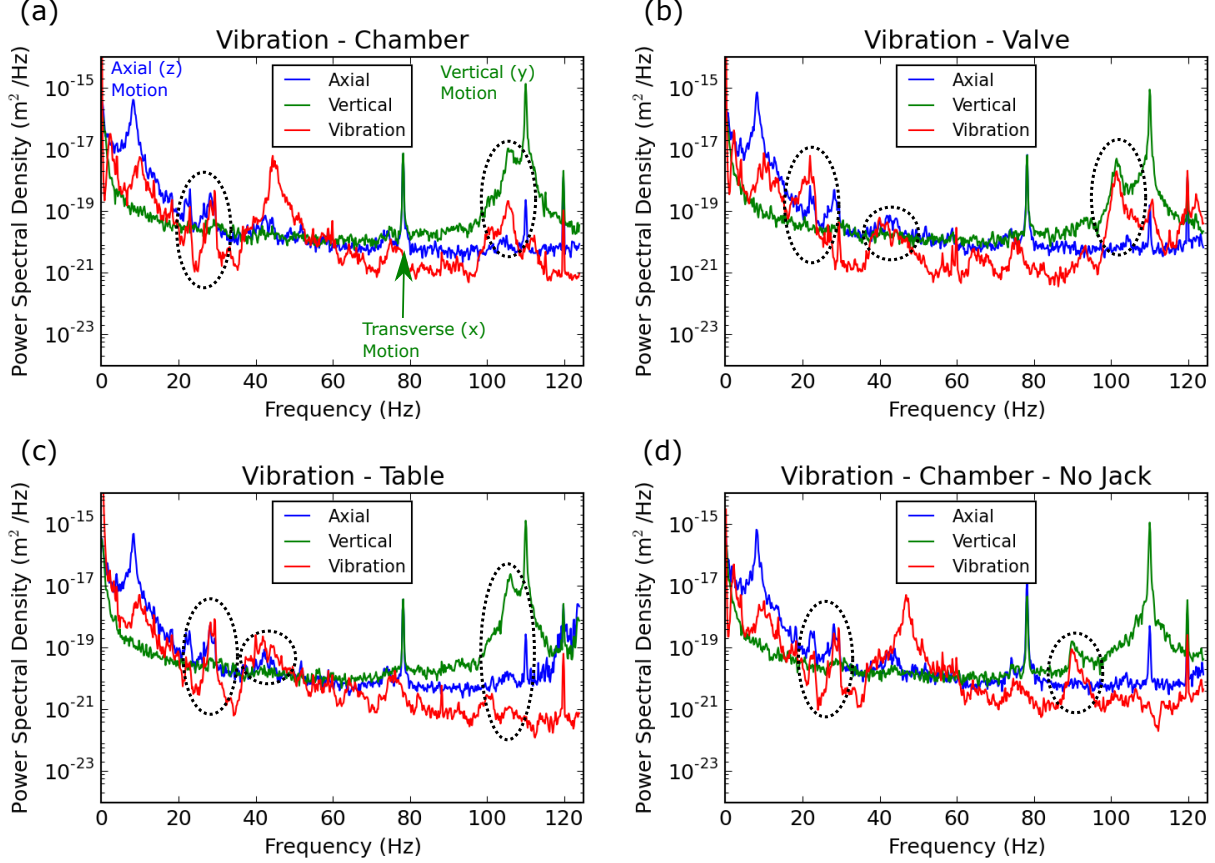 (a)
Vibration - Chamber
Power Spectral Density (m² /Hz)
10⁻¹⁵
10⁻¹⁷
10⁻¹⁹
10⁻²¹
10⁻²³
Axial (z)
Motion
Axial
Vertical
Vibration
Vertical (y)
Motion
Transverse (x)
Motion
0 20 40 60 80 100 120
Frequency (Hz)
(b)
Vibration - Valve
Power Spectral Density (m² /Hz)
10⁻¹⁵
10⁻¹⁷
10⁻¹⁹
10⁻²¹
10⁻²³
Axial
Vertical
Vibration
0 20 40 60 80 100 120
Frequency (Hz)
(c)
Vibration - Table
Power Spectral Density (m² /Hz)
10⁻¹⁵
10⁻¹⁷
10⁻¹⁹
10⁻²¹
10⁻²³
Axial
Vertical
Vibration
0 20 40 60 80 100 120
Frequency (Hz)
(d)
Vibration - Chamber - No Jack
Power Spectral Density (m² /Hz)
10⁻¹⁵
10⁻¹⁷
10⁻¹⁹
10⁻²¹
10⁻²³
Axial
Vertical
Vibration
0 20 40 60 80 100 120
Frequency (Hz)